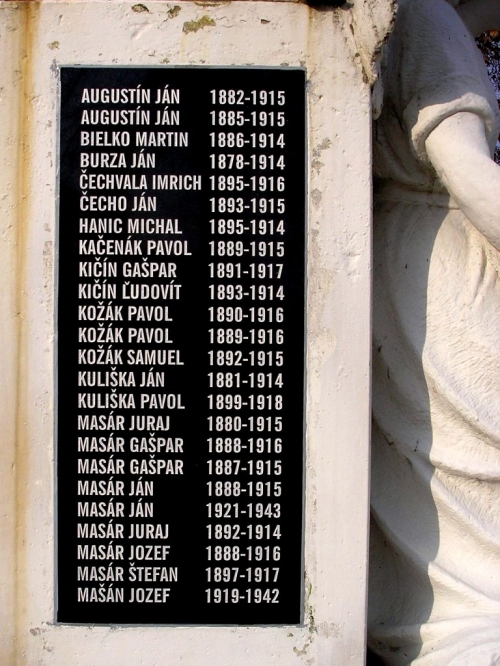 AUGUSTÍN JÁN 1882-1915
AUGUSTÍN JÁN 1885-1915
BIELKO MARTIN 1886-1914
BURZA JÁN 1878-1914
ČECHVALA IMRICH 1895-1916
ČECHO JÁN 1893-1915
HANIC MICHAL 1895-1914
KAČENÁK PAVOL 1889-1915
KIČÍN GAŠPAR 1891-1917
KIČÍN ĽUDOVÍT 1893-1914
KOŽÁK PAVOL 1890-1916
KOŽÁK PAVOL 1889-1916
KOŽÁK SAMUEL 1892-1915
KULIŠKA JÁN 1881-1914
KULIŠKA PAVOL 1899-1918
MASÁR JURAJ 1880-1915
MASÁR GAŠPAR 1888-1916
MASÁR GAŠPAR 1887-1915
MASÁR JÁN 1888-1915
MASÁR JÁN 1921-1943
MASÁR JURAJ 1892-1914
MASÁR JOZEF 1888-1916
MASÁR ŠTEFAN 1897-1917
MAŠÁN JOZEF 1919-1942